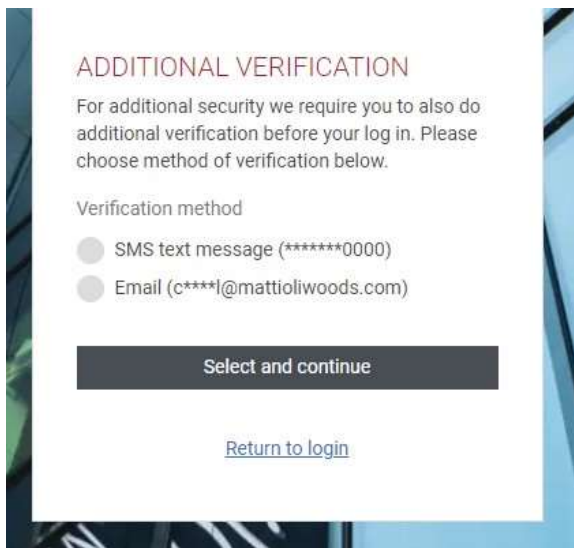 ADDITIONAL VERIFICATION
For additional security we require you to also do
additional verification before your log in. Please
choose method of verification below.
Verification method
SMS text message (*******0000)
Email (c****l@mattioliwoods.com)
Select and continue
Return to login